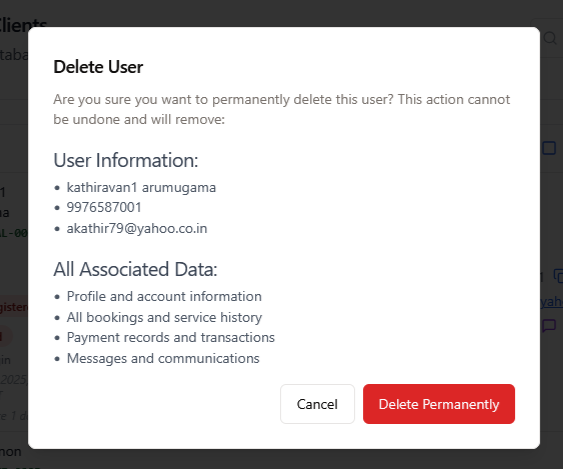 Clients
Delete User
Are you sure you want to permanently delete this user? This action cannot
be undone and will remove:
User Information:
• kathiravan1 arumugama
• 9976587001
• akathir79@yahoo.co.in
All Associated Data:
• Profile and account information
• All bookings and service history
• Payment records and transactions
• Messages and communications
Cancel
Delete Permanently
2025,